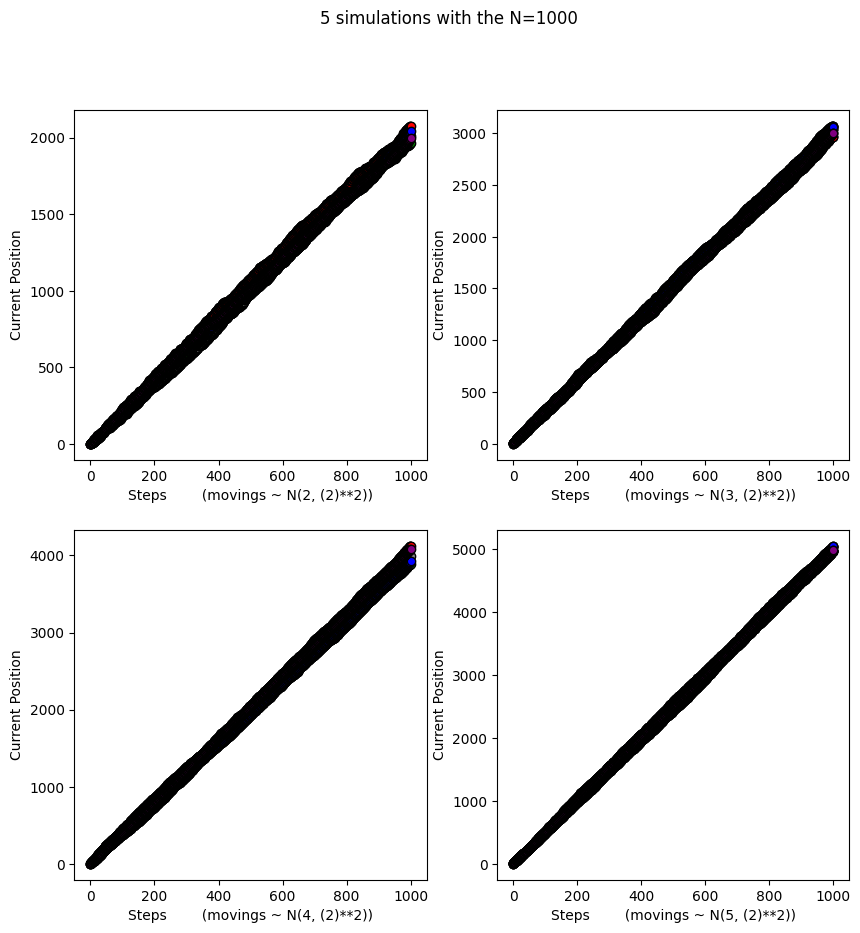 5 simulations with the N=1000
2000
1500
1000
500
0
Current Position
0 200 400 600 800 1000
Steps (movings ~ N(2, (2)**2))
3000
2500
2000
1500
1000
500
0
Current Position
0 200 400 600 800 1000
Steps (movings ~ N(3, (2)**2))
4000
3000
2000
1000
0
Current Position
0 200 400 600 800 1000
Steps (movings ~ N(4, (2)**2))
5000
4000
3000
2000
1000
0
Current Position
0 200 400 600 800 1000
Steps (movings ~ N(5, (2)**2))